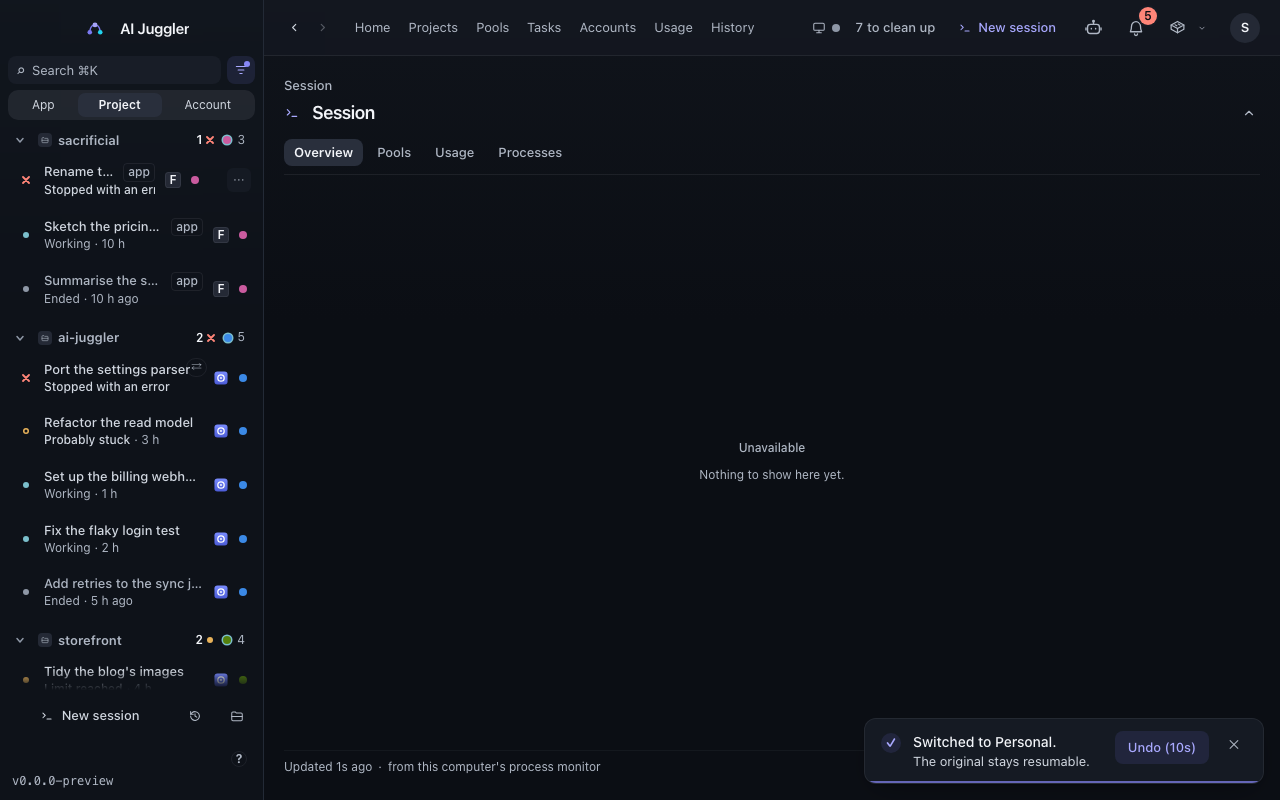 AI Juggler
Search ⌘K
App Project Account
sacrificial 1 3
Rename t... app F
Stopped with an err
Sketch the pricin... app F
Working · 10 h
Summarise the s... app F
Ended · 10 h ago
ai-juggler 2 5
Port the settings parser
Stopped with an error
Refactor the read model
Probably stuck · 3 h
Set up the billing webh...
Working · 1 h
Fix the flaky login test
Working · 2 h
Add retries to the sync j...
Ended · 5 h ago
storefront 2 4
Tidy the blog's images
Limit reached · 4 h
New session
?
v0.0.0-preview
Home Projects Pools Tasks Accounts Usage History 7 to clean up New session 5 S
Session
Session
Overview Pools Usage Processes
Unavailable
Nothing to show here yet.
Updated 1s ago · from this computer's process monitor
Switched to Personal.
The original stays resumable.
Undo (10s)